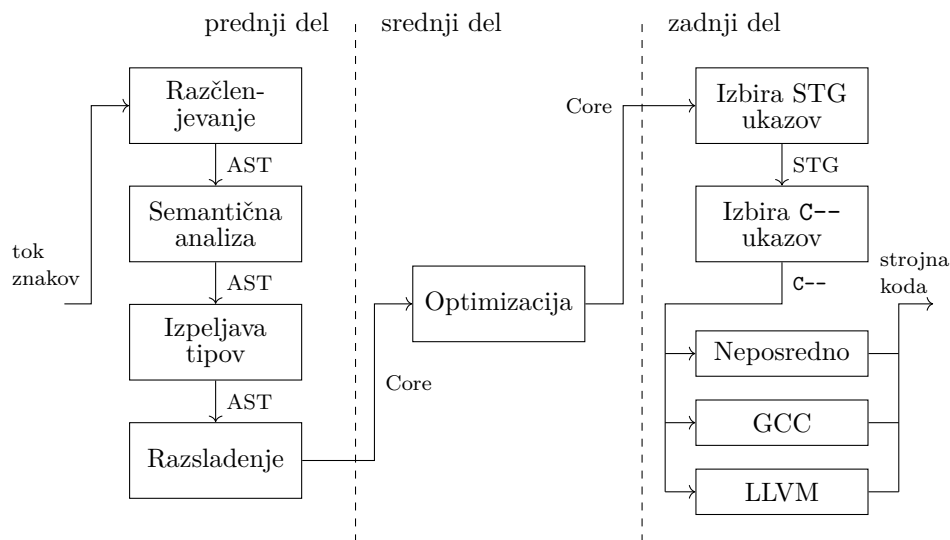 prednji del
srednji del
zadnji del
tok
znakov
Razčlen-
jevanje
AST
Semantična
analiza
AST
Izpeljava
tipov
AST
Razsladenje
Core
Optimizacija
Core
Izbira STG
ukazov
STG
Izbira C--
ukazov
C--
Neposredno
GCC
LLVM
strojna
koda